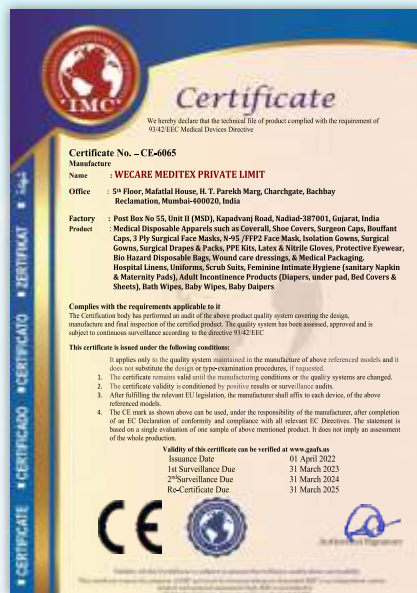 IMC
Certificate
We hereby declare that the technical file of product complied with the requirement of
93/42/EEC Medical Devices Directive
Certificate No. – CE-6065
Manufacture
Name : WECARE MEDITEX PRIVATE LIMIT
Office : 5th Floor, Mafatlal House, H. T. Parekh Marg, Charchgate, Bachbay
Reclamation, Mumbai-400020, India
Factory : Post Box No 55, Unit II (MSD), Kapadvanj Road, Nadiad-387001, Gujarat, India
Product : Medical Disposable Apparels such as Coverall, Shoe Covers, Surgeon Caps, Bouffant
Caps, 3 Ply Surgical Face Masks, N-95 /FFP2 Face Mask, Isolation Gowns, Surgical
Gowns, Surgical Drapes & Packs, PPE Kits, Latex & Nitrile Gloves, Protective Eyewear,
Bio Hazard Disposable Bags, Wound care dressings, & Medical Packaging.
Hospital Linens, Uniforms, Scrub Suits, Feminine Intimate Hygiene (sanitary Napkin
& Maternity Pads), Adult Incontinence Products (Diapers, under pad, Bed Covers &
Sheets), Bath Wipes, Baby Wipes, Baby Daipers
Complies with the requirements applicable to it
The Certification body has performed an audit of the above product quality system covering the design,
manufacture and final inspection of the certified product. The quality system has been assessed, approved and is
subject to continuous surveillance according to the directive 93/42/EEC
This certificate is issued under the following conditions:
It applies only to the quality system maintained in the manufacture of above referenced models and it
does not substitute the design or type-examination procedures, if requested.
1. The certificate remains valid until the manufacturing conditions or the quality systems are changed.
2. The certificate validity is conditioned by positive results or surveillance audits.
3. After fulfilling the relevant EU legislation, the manufacturer shall affix to each device, of the above
referenced models.
4. The CE mark as shown above can be used, under the responsibility of the manufacturer, after completion
of an EC Declaration of conformity and compliance with all relevant EC Directives. The statement is
based on a single evaluation of one sample of above mentioned product. It does not imply an assessment
of the whole production.
Validity of this certificate can be verified at www.gaafs.us
Issuance Date 01 April 2022
1st Surveillance Due 31 March 2023
2nd Surveillance Due 31 March 2024
Re-Certificate Due 31 March 2025
CE
Authorised Signature
CERTIFICATE ■ CERTIFICADO ■ CERTIFICATO ■ ZERTIFIKAT ■